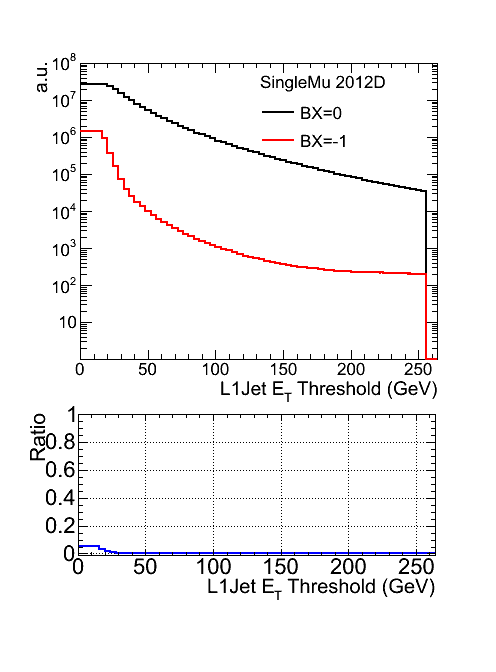 a.u.
10^8
10^7
10^6
10^5
10^4
10^3
10^2
10
SingleMu 2012D
BX=0
BX=-1
0 50 100 150 200 250
L1Jet E_T Threshold (GeV)
Ratio
1
0.8
0.6
0.4
0.2
0
0 50 100 150 200 250
L1Jet E_T Threshold (GeV)